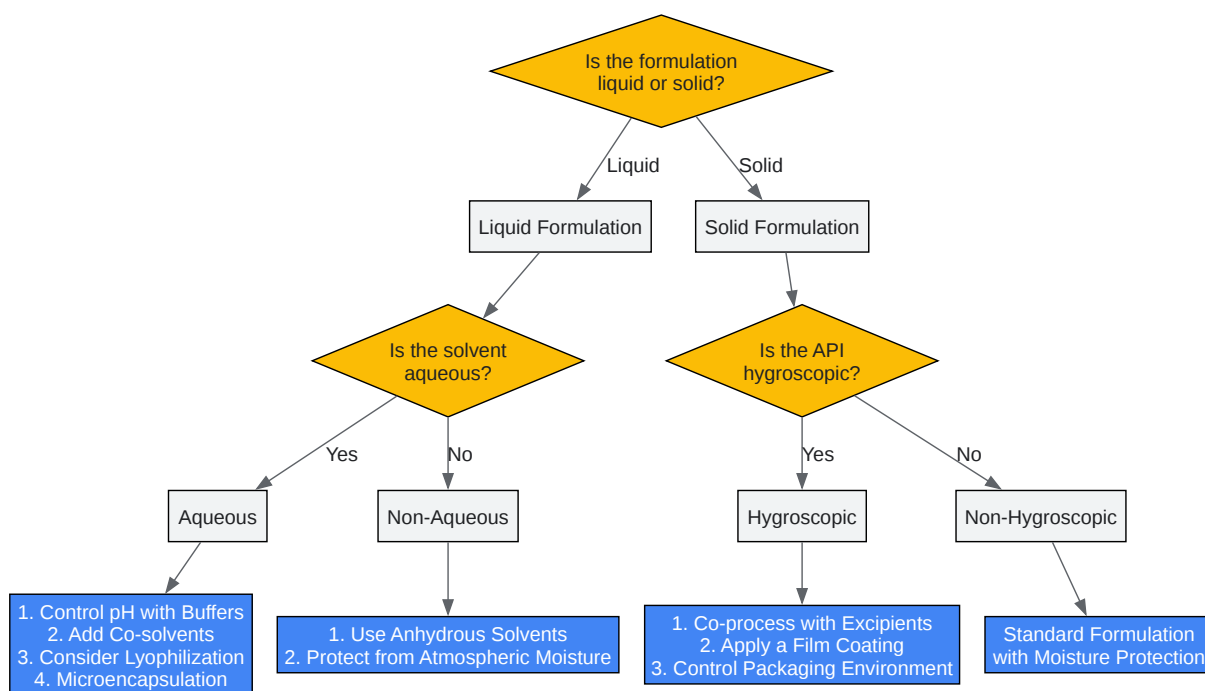 Is the formulation
liquid or solid?
Liquid
Solid
Liquid Formulation
Solid Formulation
Is the solvent
aqueous?
Is the API
hygroscopic?
Yes
No
Yes
No
Aqueous
Non-Aqueous
Hygroscopic
Non-Hygroscopic
1. Control pH with Buffers
2. Add Co-solvents
3. Consider Lyophilization
4. Microencapsulation
1. Use Anhydrous Solvents
2. Protect from Atmospheric Moisture
1. Co-process with Excipients
2. Apply a Film Coating
3. Control Packaging Environment
Standard Formulation
with Moisture Protection